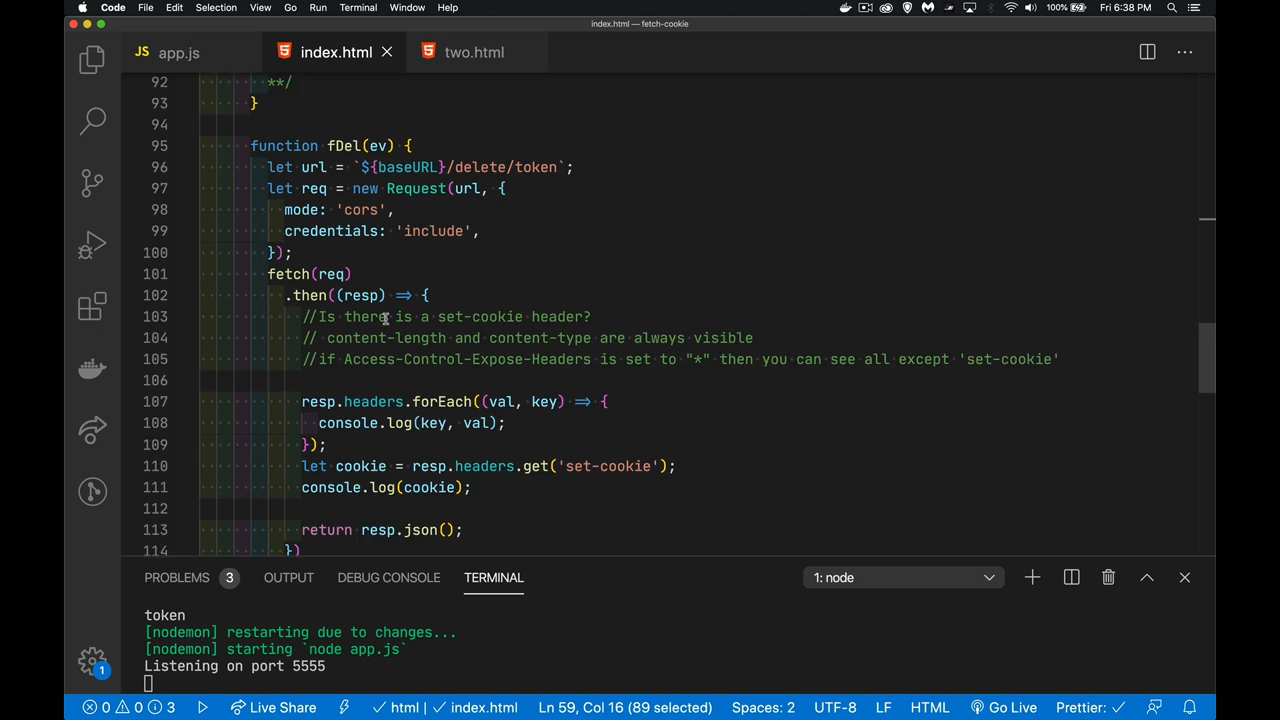 Code File Edit Selection View Go Run Terminal Window Help 100% Fri 6:38 PM
index.html — fetch-cookie
JS app.js index.html two.html
92 **/
93 }
94
95 function fDel(ev) {
96 let url = `${baseURL}/delete/token`;
97 let req = new Request(url, {
98 mode: 'cors',
99 credentials: 'include',
100 });
101 fetch(req)
102 .then((resp) => {
103 //Is there is a set-cookie header?
104 // content-length and content-type are always visible
105 //if Access-Control-Expose-Headers is set to "*" then you can see all except 'set-cookie'
106
107 resp.headers.forEach((val, key) => {
108 console.log(key, val);
109 });
110 let cookie = resp.headers.get('set-cookie');
111 console.log(cookie);
112
113 return resp.json();
114 })
PROBLEMS 3 OUTPUT DEBUG CONSOLE TERMINAL 1: node
token
[nodemon] restarting due to changes...
[nodemon] starting `node app.js`
Listening on port 5555
1
0 0 3 Live Share html index.html Ln 59, Col 16 (89 selected) Spaces: 2 UTF-8 LF HTML Go Live Prettier: